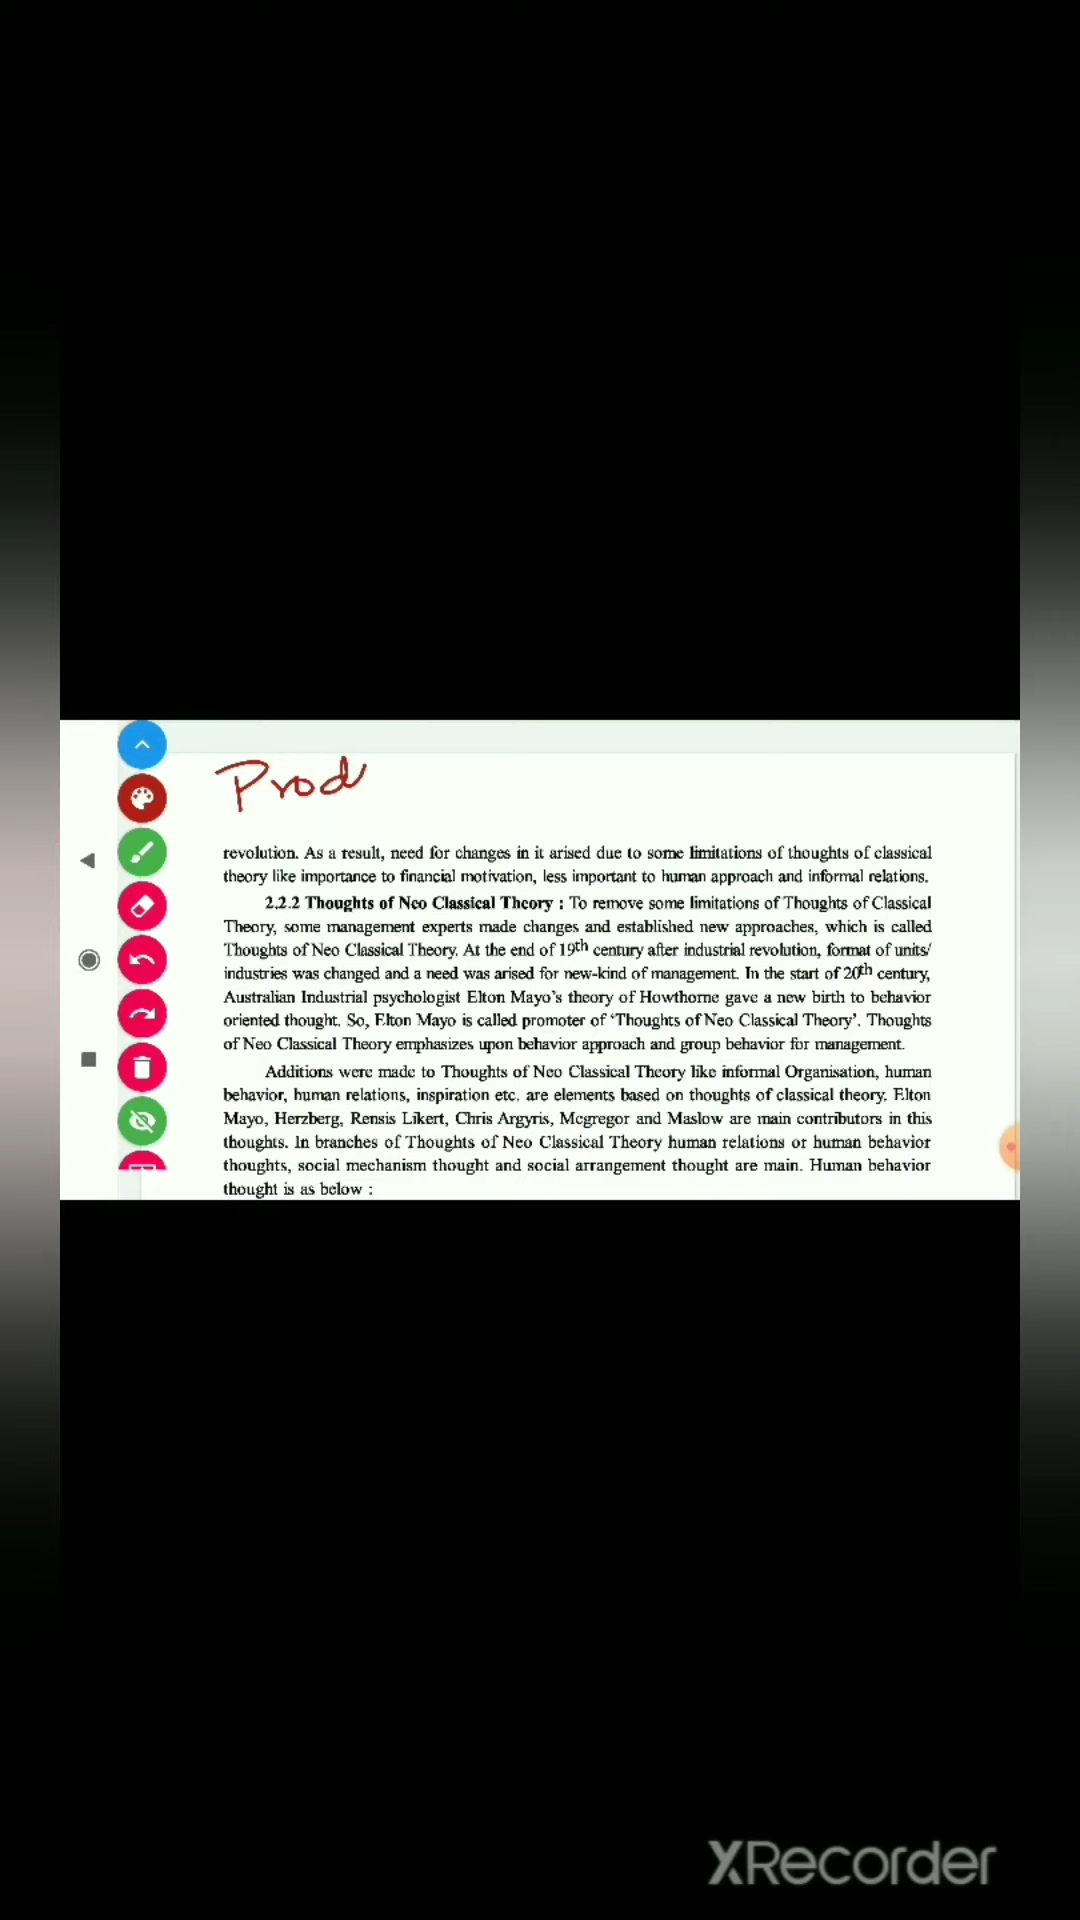 Prod
revolution. As a result, need for changes in it arised due to some limitations of thoughts of classical
theory like importance to financial motivation, less important to human approach and informal relations.
2.2.2 Thoughts of Neo Classical Theory : To remove some limitations of Thoughts of Classical
Theory, some management experts made changes and established new approaches, which is called
Thoughts of Neo Classical Theory. At the end of 19th century after industrial revolution, format of units/
industries was changed and a need was arised for new-kind of management. In the start of 20th century,
Australian Industrial psychologist Elton Mayo's theory of Howthorne gave a new birth to behavior
oriented thought. So, Elton Mayo is called promoter of 'Thoughts of Neo Classical Theory'. Thoughts
of Neo Classical Theory emphasizes upon behavior approach and group behavior for management.
Additions were made to Thoughts of Neo Classical Theory like informal Organisation, human
behavior, human relations, inspiration etc. are elements based on thoughts of classical theory. Elton
Mayo, Herzberg, Rensis Likert, Chris Argyris, Mcgregor and Maslow are main contributors in this
thoughts. In branches of Thoughts of Neo Classical Theory human relations or human behavior
thoughts, social mechanism thought and social arrangement thought are main. Human behavior
thought is as below :
XRecorder